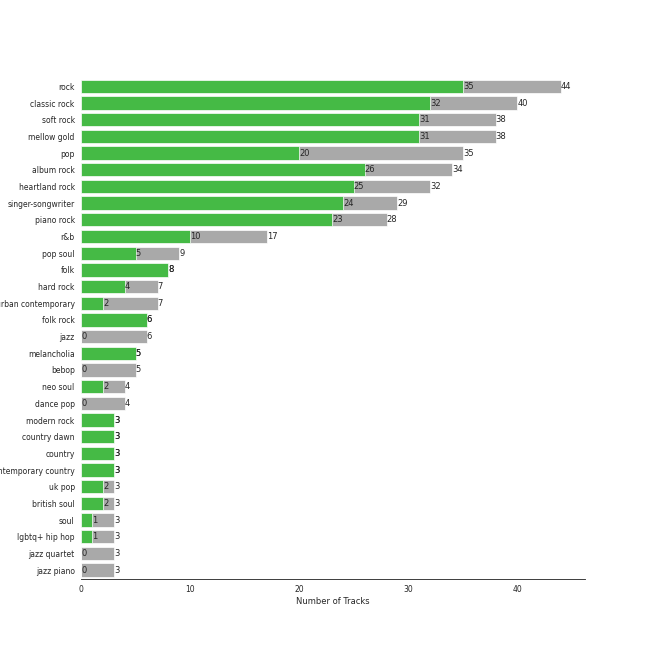 rock 35 44
classic rock 32 40
soft rock 31 38
mellow gold 31 38
pop 20 35
album rock 26 34
heartland rock 25 32
singer-songwriter 24 29
piano rock 23 28
r&b 10 17
pop soul 5 9
folk 8
hard rock 4 7
rban contemporary 2 7
folk rock 6
jazz 0 6
melancholia 5
bebop 0 5
neo soul 2 4
dance pop 0 4
modern rock 3
country dawn 3
country 3
ntemporary country 3
uk pop 2 3
british soul 2 3
soul 1 3
lgbtq+ hip hop 1 3
jazz quartet 0 3
jazz piano 0 3
0 10 20 30 40
Number of Tracks